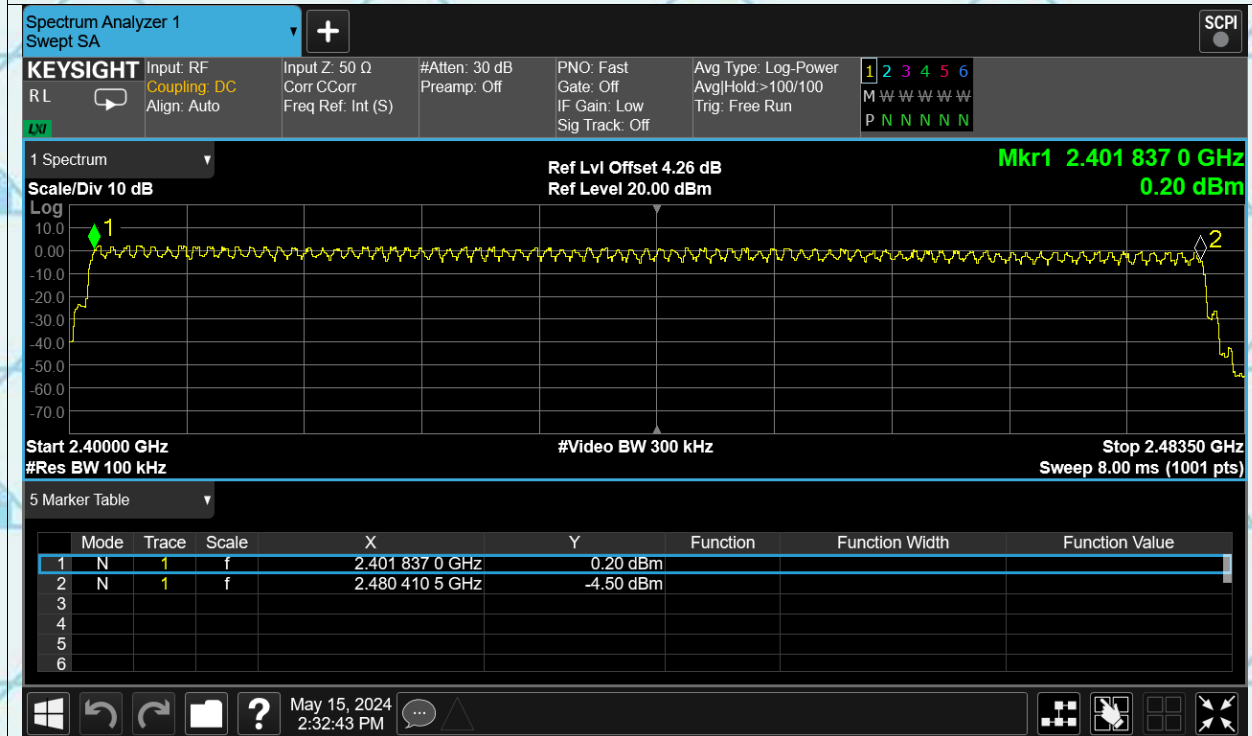 Spectrum Analyzer 1
Swept SA
+
SCPI
KEYSIGHT
R L
LXI
Input: RF
Coupling: DC
Align: Auto
Input Z: 50 Ω
Corr CCorr
Freq Ref: Int (S)
#Atten: 30 dB
Preamp: Off
PNO: Fast
Gate: Off
IF Gain: Low
Sig Track: Off
Avg Type: Log-Power
Avg|Hold:>100/100
Trig: Free Run
1 2 3 4 5 6
M W W W W W W
P N N N N N N
1 Spectrum
Scale/Div 10 dB
Log
Ref Lvl Offset 4.26 dB
Ref Level 20.00 dBm
Mkr1 2.401 837 0 GHz
0.20 dBm
1
2
10.0
0.00
-10.0
-20.0
-30.0
-40.0
-50.0
-60.0
-70.0
Start 2.40000 GHz
#Video BW 300 kHz
Stop 2.48350 GHz
#Res BW 100 kHz
Sweep 8.00 ms (1001 pts)
5 Marker Table
Mode Trace Scale X Y Function Function Width Function Value
1 N 1 f 2.401 837 0 GHz 0.20 dBm
2 N 1 f 2.480 410 5 GHz -4.50 dBm
3
4
5
6
?
May 15, 2024
2:32:43 PM